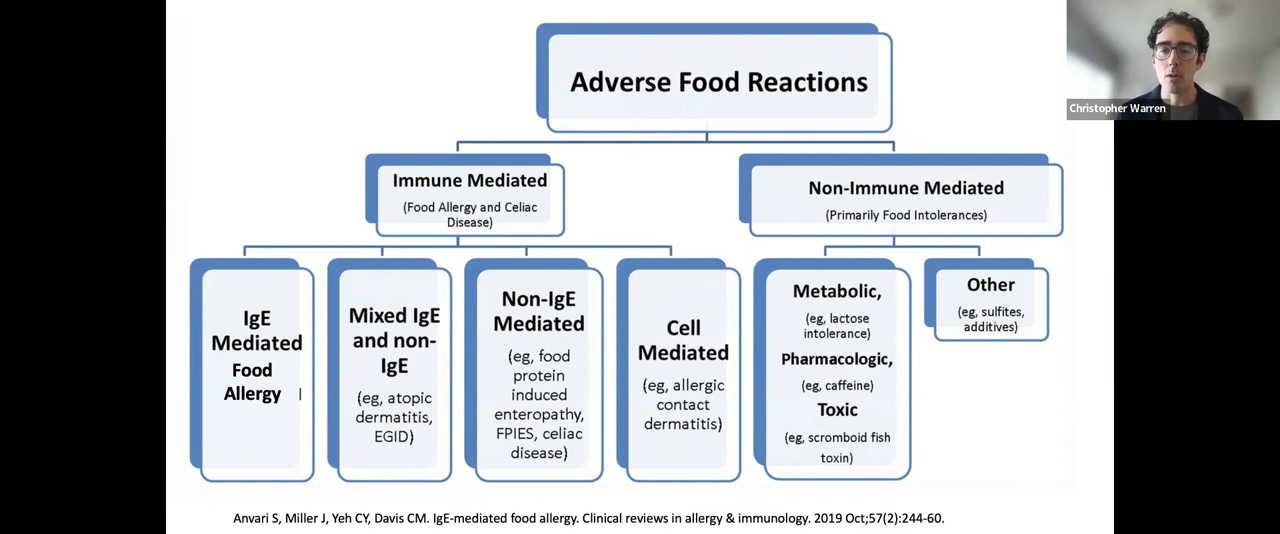 Adverse Food Reactions
Christopher Warren
Immune Mediated
(Food Allergy and Celiac
Disease)
Non-Immune Mediated
(Primarily Food Intolerances)
IgE
Mediated
Food
Allergy
Mixed IgE
and non-
IgE
(eg, atopic
dermatitis,
EGID)
Non-IgE
Mediated
(eg, food
protein
induced
enteropathy,
FPIES, celiac
disease)
Cell
Mediated
(eg, allergic
contact
dermatitis)
Metabolic,
(eg, lactose
intolerance)
Pharmacologic,
(eg, caffeine)
Toxic
(eg, scromboid fish
toxin)
Other
(eg, sulfites,
additives)
Anvari S, Miller J, Yeh CY, Davis CM. IgE-mediated food allergy. Clinical reviews in allergy & immunology. 2019 Oct;57(2):244-60.